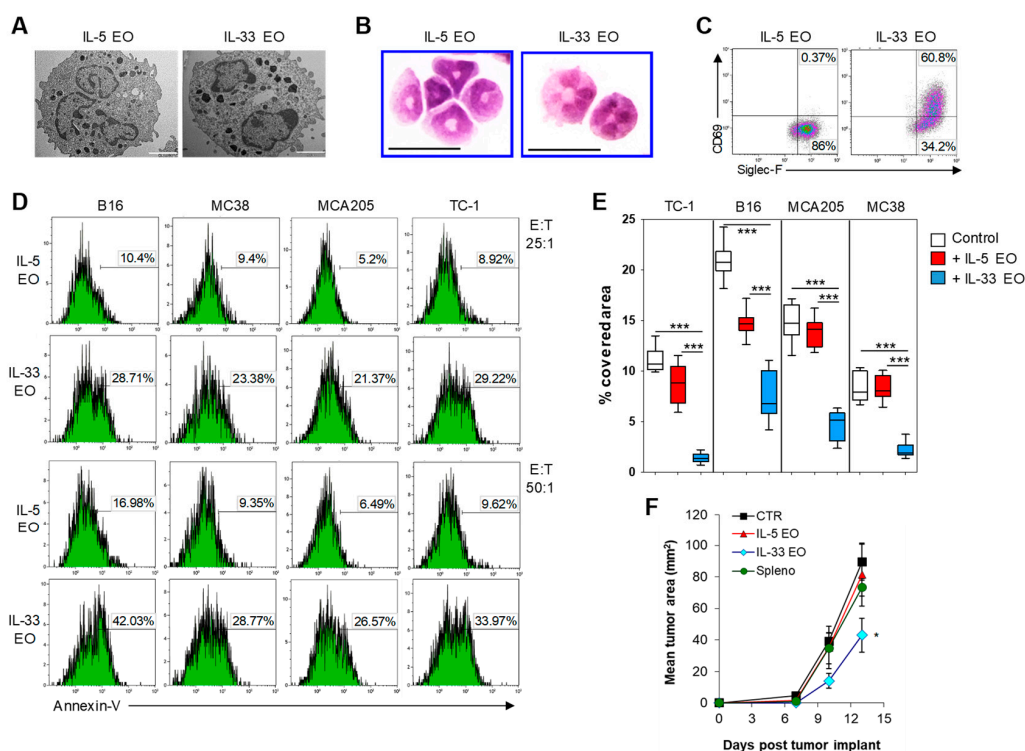 A
IL-5 EO
IL-33 EO
B
IL-5 EO
IL-33 EO
C
IL-5 EO
IL-33 EO
0.37%
60.8%
86%
34.2%
CD69
Siglec-F
D
B16
MC38
MCA205
TC-1
E:T
25:1
IL-5
EO
10.4%
9.4%
5.2%
8.92%
IL-33
EO
28.71%
23.38%
21.37%
29.22%
E:T
50:1
IL-5
EO
16.98%
9.35%
6.49%
9.62%
IL-33
EO
42.03%
28.77%
26.57%
33.97%
Annexin-V
E
TC-1
B16
MCA205
MC38
% covered area
25
20
15
10
5
0
***
***
***
***
***
***
***
***
Control
+ IL-5 EO
+ IL-33 EO
F
CTR
IL-5 EO
IL-33 EO
Spleno
Mean tumor area (mm²)
120
100
80
60
40
20
0
*
0
3
6
9
12
15
Days post tumor implant